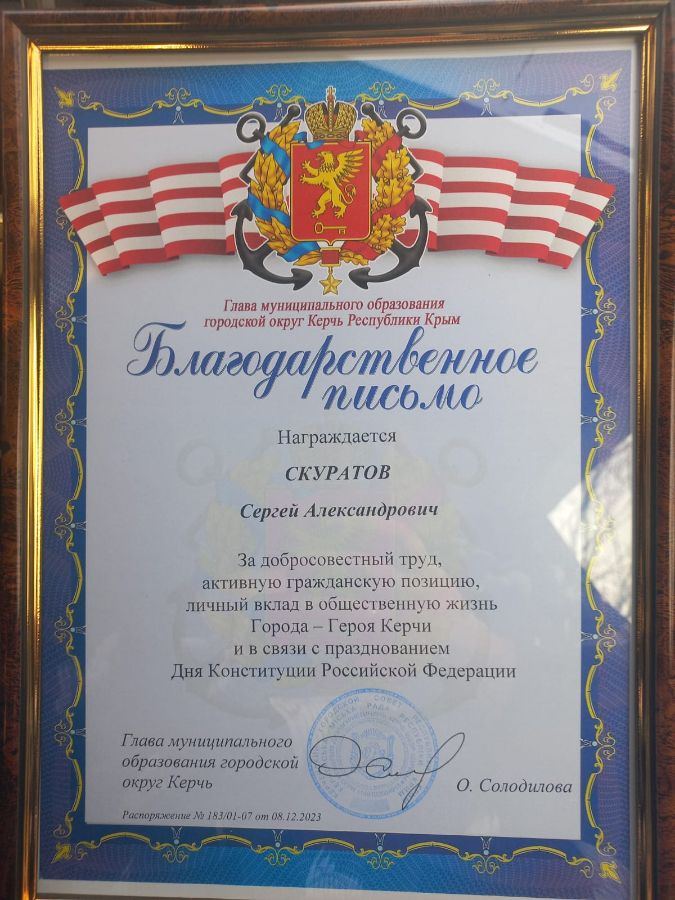 Глава муниципального образования
городской округ Керчь Республики Крым
Благодарственное
письмо
Награждается
СКУРАТОВ
Сергей Александрович
За добросовестный труд,
активную гражданскую позицию,
личный вклад в общественную жизнь
Города – Героя Керчи
и в связи с празднованием
Дня Конституции Российской Федерации
Глава муниципального
образования городской
округ Керчь
О. Солодилова
Распоряжение № 183/01-07 от 08.12.2023